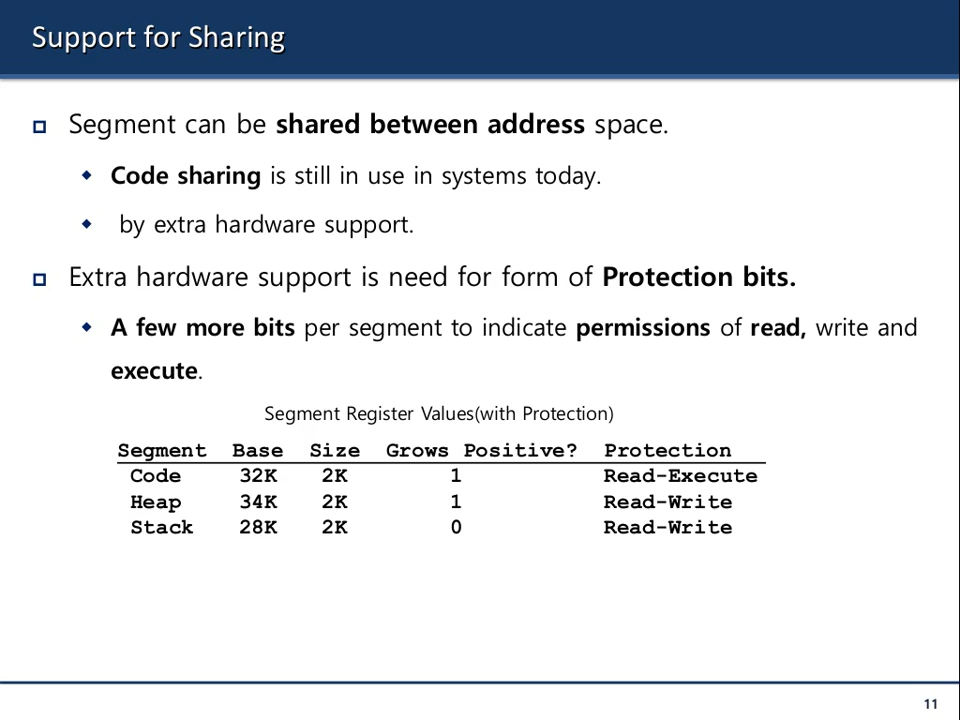 Support for Sharing
Segment can be shared between address space.
Code sharing is still in use in systems today.
by extra hardware support.
Extra hardware support is need for form of Protection bits.
A few more bits per segment to indicate permissions of read, write and
execute.
Segment Register Values(with Protection)
Segment Base Size Grows Positive? Protection
Code 32K 2K 1 Read-Execute
Heap 34K 2K 1 Read-Write
Stack 28K 2K 0 Read-Write
11